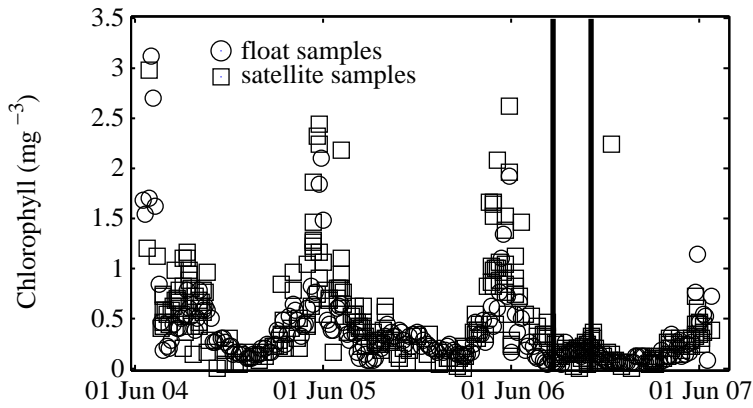 3.5
3
2.5
2
1.5
1
0.5
0
Chlorophyll (mg −3)
float samples
satellite samples
01 Jun 04 01 Jun 05 01 Jun 06 01 Jun 07